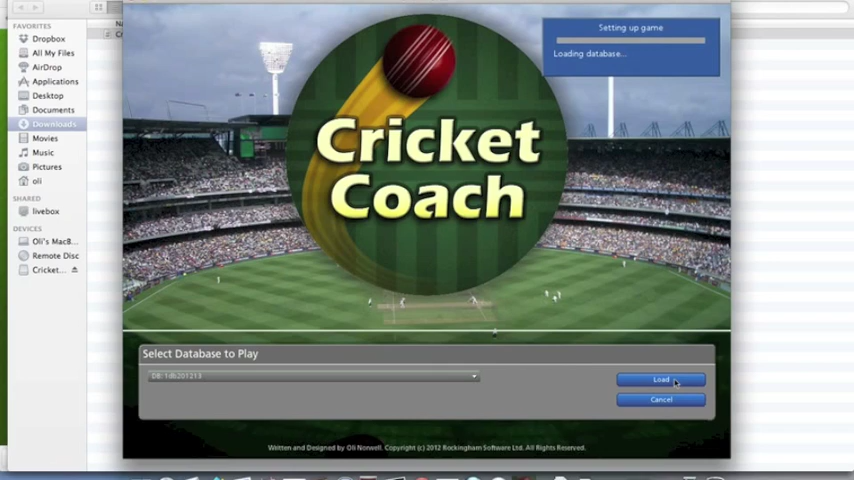 FAVORITES
Dropbox
All My Files
AirDrop
Applications
Desktop
Documents
Downloads
Movies
Music
Pictures
oli
SHARED
livebox
DEVICES
Oli's MacB...
Remote Disc
Cricket...
Setting up game
Loading database...
Cricket
Coach
Select Database to Play
DB: 1db201213
Load
Cancel
Written and Designed by Oli Norwell. Copyright (c) 2012 Rockingham Software Ltd. All Rights Reserved.